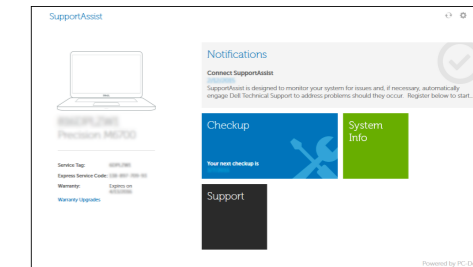 SupportAssist
Notifications
Connect SupportAssist
SupportAssist is designed to monitor your system for issues and, if necessary, automatically
engage Dell Technical Support to address problems should they occur. Register below to start...
Precision M6700
Checkup
Your next checkup is
System
Info
Service Tag:
Express Service Code:
Warranty: Expires on
Warranty Upgrades
Support
Powered by PC-D